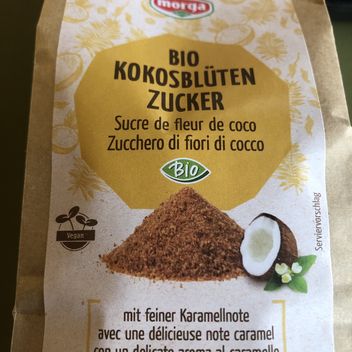 morga
BIO
KOKOSBLÜTEN
ZUCKER
Sucre de fleur de coco
Zucchero di fiori di cocco
BIO
Vegan
Serviervorschlag
mit feiner Karamellnote
avec une délicieuse note caramel
con un delicato aroma al caramello